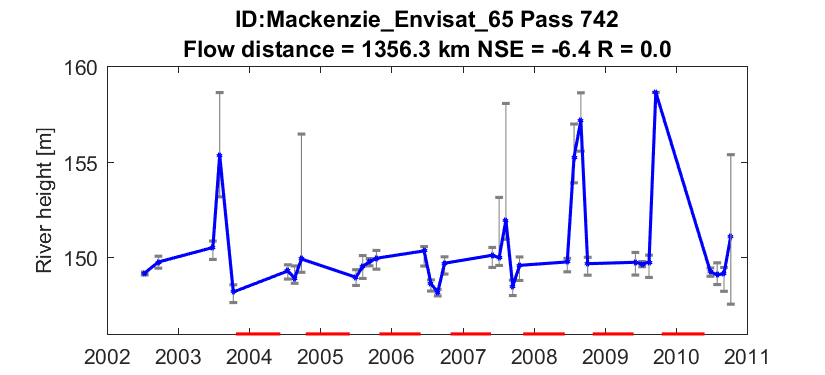 ID:Mackenzie_Envisat_65 Pass 742
Flow distance = 1356.3 km NSE = -6.4 R = 0.0
160
155
150
River height [m]
2002 2003 2004 2005 2006 2007 2008 2009 2010 2011